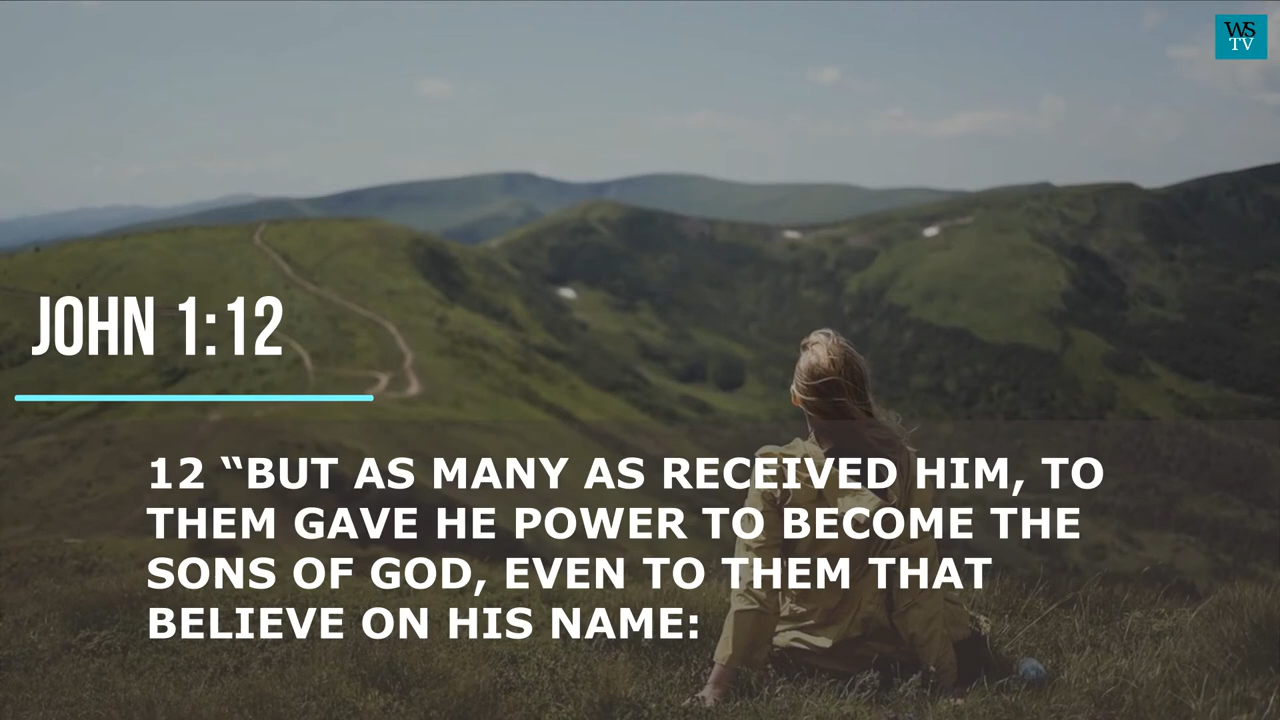 WS
TV
JOHN 1:12
12 “BUT AS MANY AS RECEIVED HIM, TO
THEM GAVE HE POWER TO BECOME THE
SONS OF GOD, EVEN TO THEM THAT
BELIEVE ON HIS NAME: